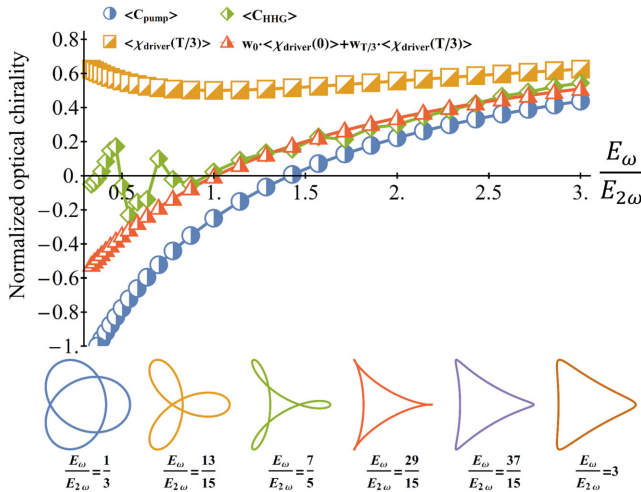 <C_pump> <C_HHG>
<χ_driver(T/3)> w_0·<χ_driver(0)>+w_T/3·<χ_driver(T/3)>
Normalized optical chirality
0.8
0.6
0.4
0.2
0.
-0.2
-0.4
-0.6
-0.8
-1.
0.5 1.0 1.5 2.0 2.5 3.
E_ω/E_2ω
E_ω/E_2ω=1/3 E_ω/E_2ω=13/15 E_ω/E_2ω=7/5 E_ω/E_2ω=29/15 E_ω/E_2ω=37/15 E_ω/E_2ω=3